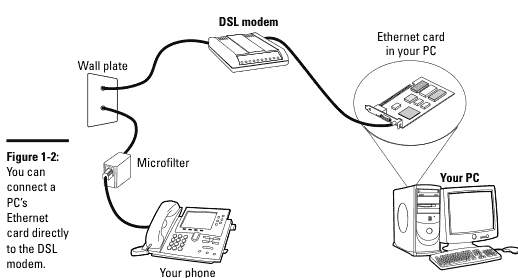 DSL modem
Ethernet card
in your PC
Wall plate
Microfilter
Your PC
Your phone
Figure 1-2:
You can
connect a
PC's
Ethernet
card directly
to the DSL
modem.